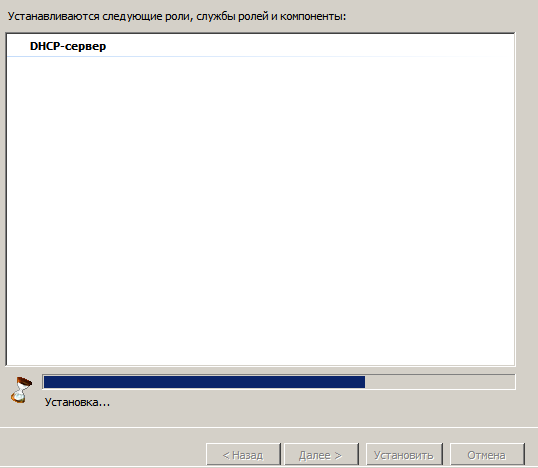 Устанавливаются следующие роли, службы ролей и компоненты:
DHCP-сервер
Установка...
< Назад
Далее >
Установить
Отмена